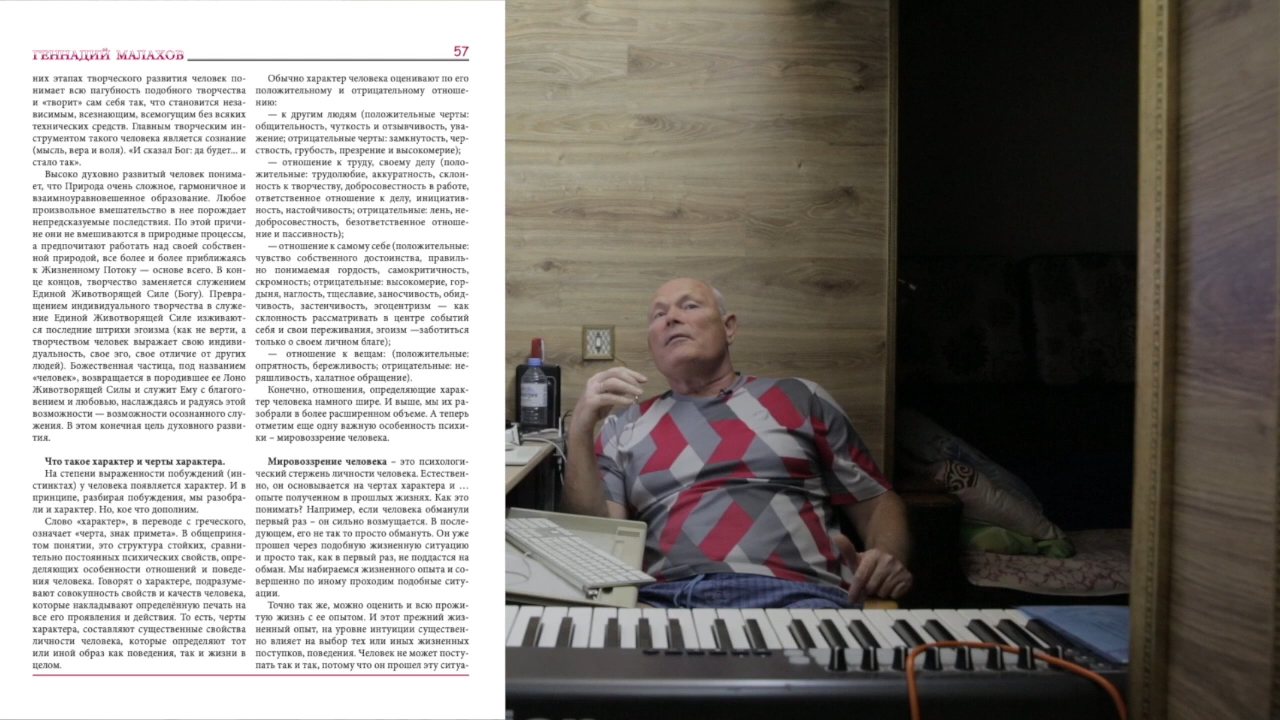 ГЕННАДИЙ МАЛАХОВ
57
них этапах творческого развития человек по-
нимает всю пагубность подобного творчества
и «творит» сам себя так, что становится неза-
висимым, всезнающим, всемогущим без всяких
технических средств. Главным творческим ин-
струментом такого человека является сознание
(мысль, вера и воля). «И сказал Бог: да будет... и
стало так».
Высоко духовно развитый человек понима-
ет, что Природа очень сложное, гармоничное и
взаимноуравновешенное образование. Любое
произвольное вмешательство в нее порождает
непредсказуемые последствия. По этой причи-
не они не вмешиваются в природные процессы,
а предпочитают работать над своей собствен-
ной природой, все более и более приближаясь
к Жизненному Потоку — основе всего. В кон-
це концов, творчество заменяется служением
Единой Животворящей Силе (Богу). Превра-
щением индивидуального творчества в служе-
ние Единой Животворящей Силе изживают-
ся последние штрихи эгоизма (как не верти, а
творчеством человек выражает свою индиви-
дуальность, свое эго, свое отличие от других
людей). Божественная частица, под названием
«человек», возвращается в породившее ее Лоно
Животворящей Силы и служит Ему с благого-
вением и любовью, наслаждаясь и радуясь этой
возможности — возможности осознанного слу-
жения. В этом конечная цель духовного разви-
тия.
Что такое характер и черты характера.
На степени выраженности побуждений (ин-
стинктах) у человека появляется характер. И в
принципе, разбирая побуждения, мы разобра-
ли и характер. Но, кое что дополним.
Слово «характер», в переводе с греческого,
означает «черта, знак примета». В общеприня-
том понятии, это структура стойких, сравни-
тельно постоянных психических свойств, опре-
деляющих особенности отношений и поведе-
ния человека. Говорят о характере, подразуме-
вают совокупность свойств и качеств человека,
которые накладывают определённую печать на
все его проявления и действия. То есть, черты
характера, составляют существенные свойства
личности человека, которые определяют тот
или иной образ как поведения, так и жизни в
целом.
Обычно характер человека оценивают по его
положительному и отрицательному отноше-
нию:
— к другим людям (положительные черты:
общительность, чуткость и отзывчивость, ува-
жение; отрицательные черты: замкнутость, чер-
ствость, грубость, презрение и высокомерие);
— отношение к труду, своему делу (поло-
жительные: трудолюбие, аккуратность, склон-
ность к творчеству, добросовестность в работе,
ответственное отношение к делу, инициатив-
ность, настойчивость; отрицательные: лень, не-
добросовестность, безответственное отноше-
ние и пассивность);
— отношение к самому себе (положительные:
чувство собственного достоинства, правиль-
но понимаемая гордость, самокритичность,
скромность; отрицательные: высокомерие, гор-
дыня, наглость, тщеславие, заносчивость, обид-
чивость, застенчивость, эгоцентризм — как
склонность рассматривать в центре событий
себя и свои переживания, эгоизм —заботиться
только о своем личном благе);
— отношение к вещам: (положительные:
опрятность, бережливость; отрицательные: не-
ряшливость, халатное обращение).
Конечно, отношения, определяющие харак-
тер человека намного шире. И выше, мы их ра-
зобрали в более расширенном объеме. А теперь
отметим еще одну важную особенность психи-
ки – мировоззрение человека.
Мировоззрение человека – это психологи-
ческий стержень личности человека. Естествен-
но, он основывается на чертах характера и …
опыте полученном в прошлых жизнях. Как это
понимать? Например, если человека обманули
первый раз – он сильно возмущается. В после-
дующем, его не так то просто обмануть. Он уже
прошел через подобную жизненную ситуацию
и просто так, как в первый раз, не поддастся на
обман. Мы набираемся жизненного опыта и со-
вершенно по иному проходим подобные ситу-
ации.
Точно так же, можно оценить и всю прожи-
тую жизнь с ее опытом. И этот прежний жиз-
ненный опыт, на уровне интуиции существен-
но влияет на выбор тех или иных жизненных
поступков, поведения. Человек не может посту-
пать так и так, потому что он прошел эту ситуа-